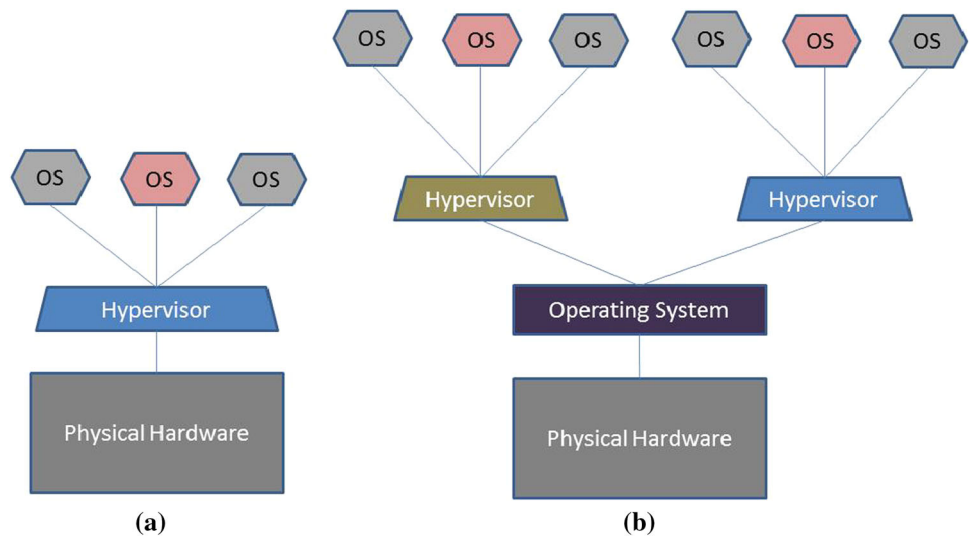 OS OS OS OS OS OS
Hypervisor Hypervisor
OS OS OS
Hypervisor
Operating System
Physical Hardware
Physical Hardware
(a) (b)